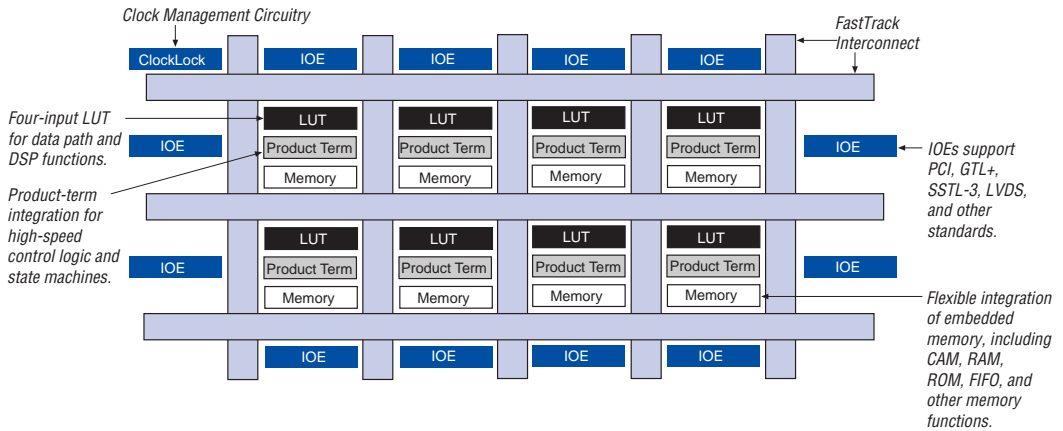 Clock Management Circuitry
FastTrack
Interconnect
ClockLock
IOE
IOE
IOE
IOE
Four-input LUT
for data path and
DSP functions.
LUT
LUT
LUT
LUT
IOE
Product Term
Product Term
Product Term
Product Term
IOE
Memory
Memory
Memory
Memory
IOEs support
PCI, GTL+,
SSTL-3, LVDS,
and other
standards.
Product-term
integration for
high-speed
control logic and
state machines.
LUT
LUT
LUT
LUT
IOE
Product Term
Product Term
Product Term
Product Term
IOE
Memory
Memory
Memory
Memory
Flexible integration
of embedded
memory, including
CAM, RAM,
ROM, FIFO, and
other memory
functions.
IOE
IOE
IOE
IOE